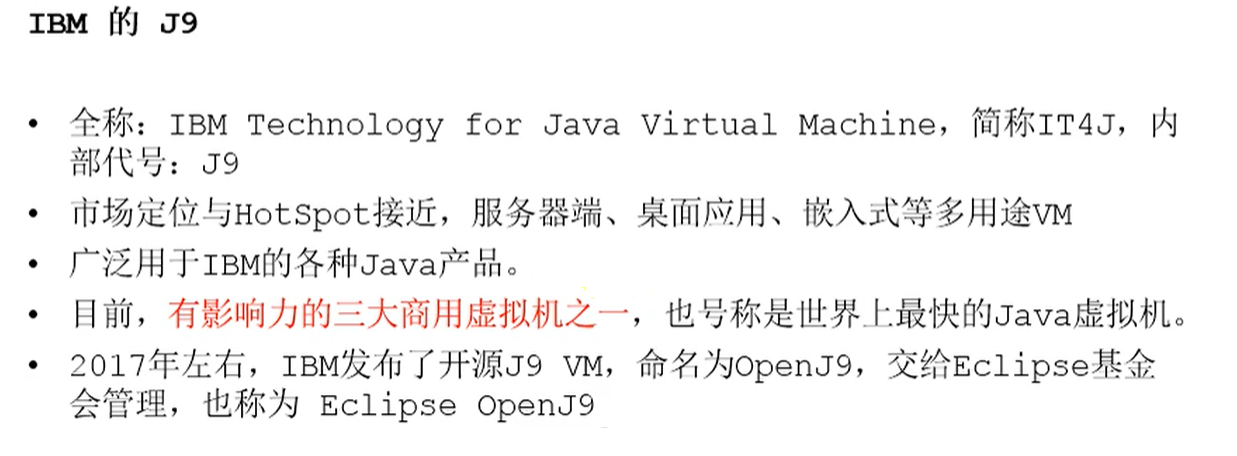 IBM 的 J9
• 全称：IBM Technology for Java Virtual Machine，简称IT4J，内
部代号：J9
• 市场定位与HotSpot接近，服务器端、桌面应用、嵌入式等多用途VM
• 广泛用于IBM的各种Java产品。
• 目前，有影响力的三大商用虚拟机之一，也号称是世界上最快的Java虚拟机。
• 2017年左右，IBM发布了开源J9 VM，命名为OpenJ9，交给Eclipse基金
会管理，也称为 Eclipse OpenJ9